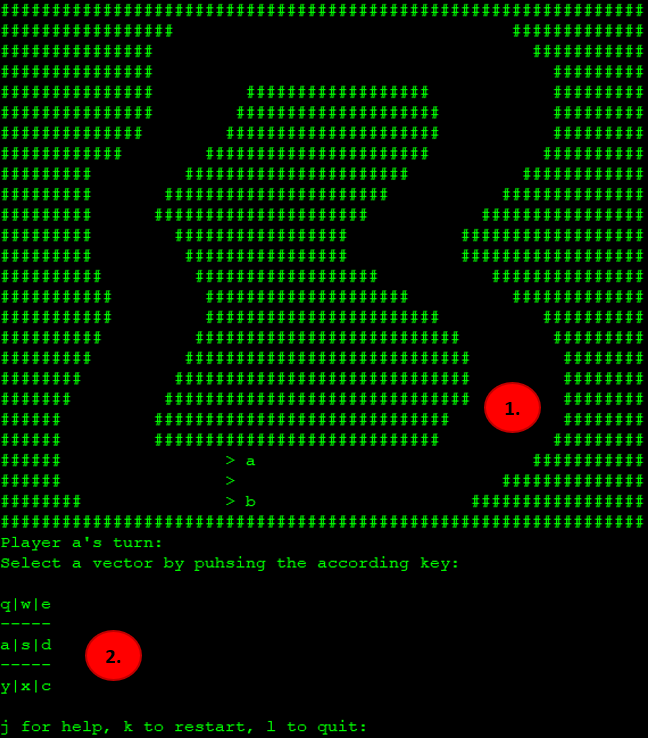 > a
>
> b
1.
Player a's turn:
Select a vector by puhsing the according key:
q|w|e
-----
a|s|d
-----
y|x|c
2.
j for help, k to restart, l to quit: